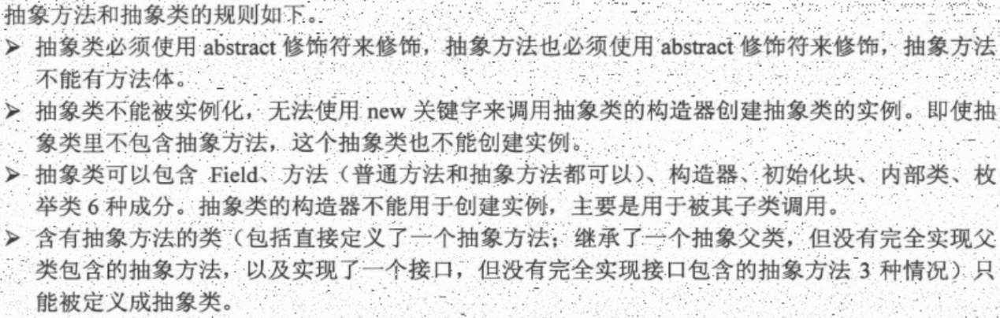 抽象方法和抽象类的规则如下。
➢ 抽象类必须使用 abstract 修饰符来修饰，抽象方法也必须使用 abstract 修饰符来修饰，抽象方法
不能有方法体。
➢ 抽象类不能被实例化，无法使用 new 关键字来调用抽象类的构造器创建抽象类的实例。即使抽
象类里不包含抽象方法，这个抽象类也不能创建实例。
➢ 抽象类可以包含 Field、方法（普通方法和抽象方法都可以）、构造器、初始化块、内部类、枚
举类 6 种成分。抽象类的构造器不能用于创建实例，主要是用于被其子类调用。
➢ 含有抽象方法的类（包括直接定义了一个抽象方法；继承了一个抽象父类，但没有完全实现父
类包含的抽象方法，以及实现了一个接口，但没有完全实现接口包含的抽象方法 3 种情况）只
能被定义成抽象类。